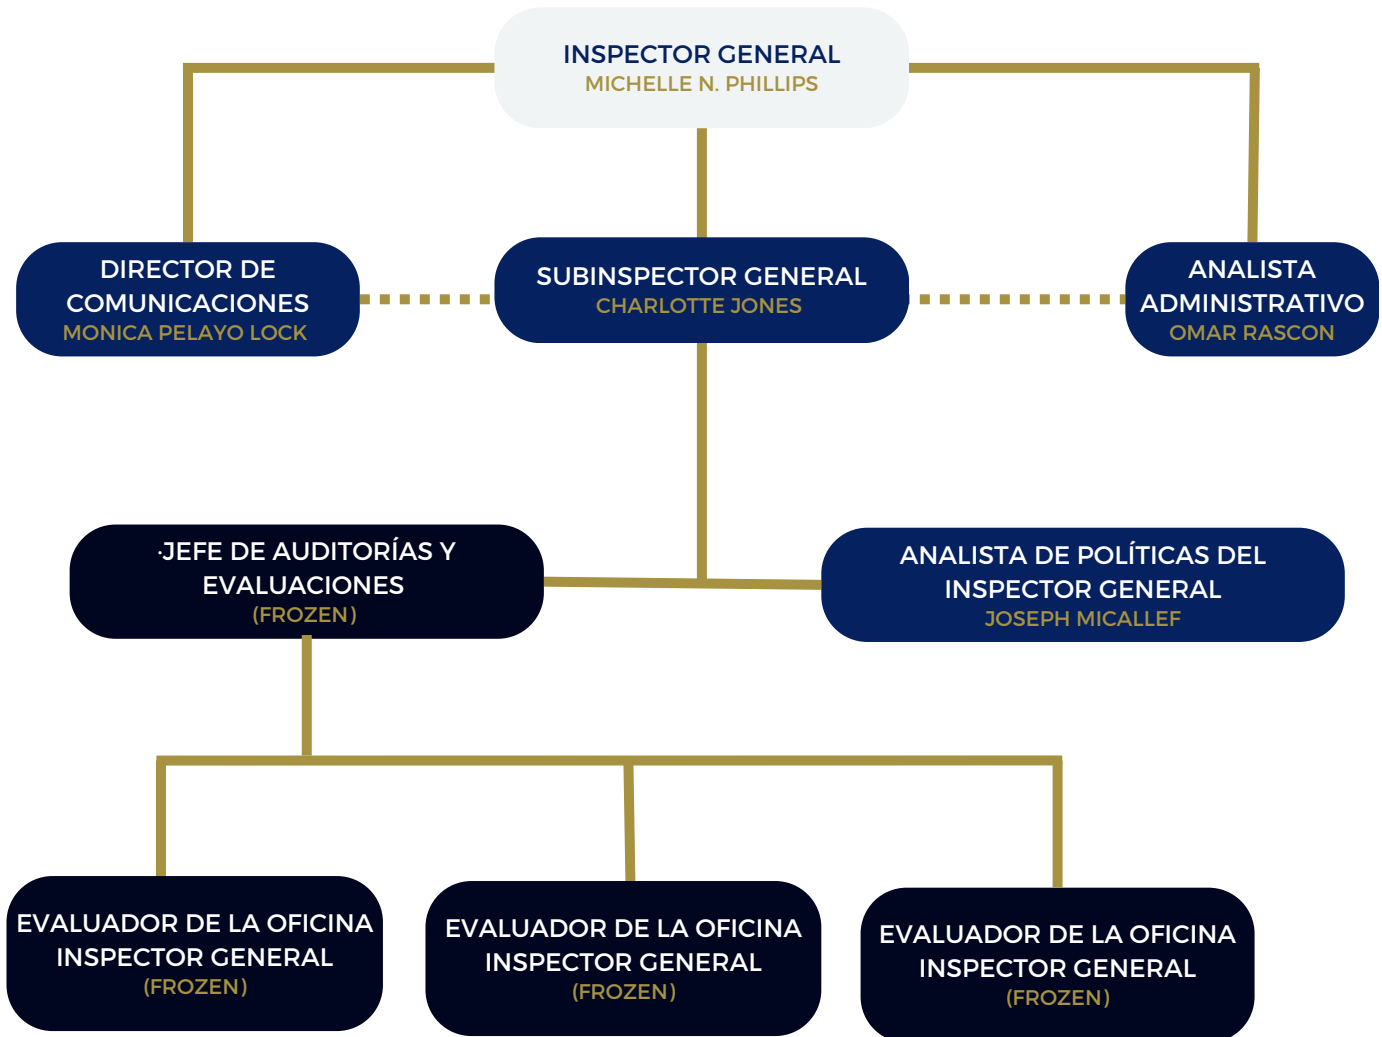 INSPECTOR GENERAL
MICHELLE N. PHILLIPS
DIRECTOR DE
COMUNICACIONES
MONICA PELAYO LOCK
SUBINSPECTOR GENERAL
CHARLOTTE JONES
ANALISTA
ADMINISTRATIVO
OMAR RASCON
·JEFE DE AUDITORÍAS Y
EVALUACIONES
(FROZEN)
ANALISTA DE POLÍTICAS DEL
INSPECTOR GENERAL
JOSEPH MICALLEF
EVALUADOR DE LA OFICINA
INSPECTOR GENERAL
(FROZEN)
EVALUADOR DE LA OFICINA
INSPECTOR GENERAL
(FROZEN)
EVALUADOR DE LA OFICINA
INSPECTOR GENERAL
(FROZEN)